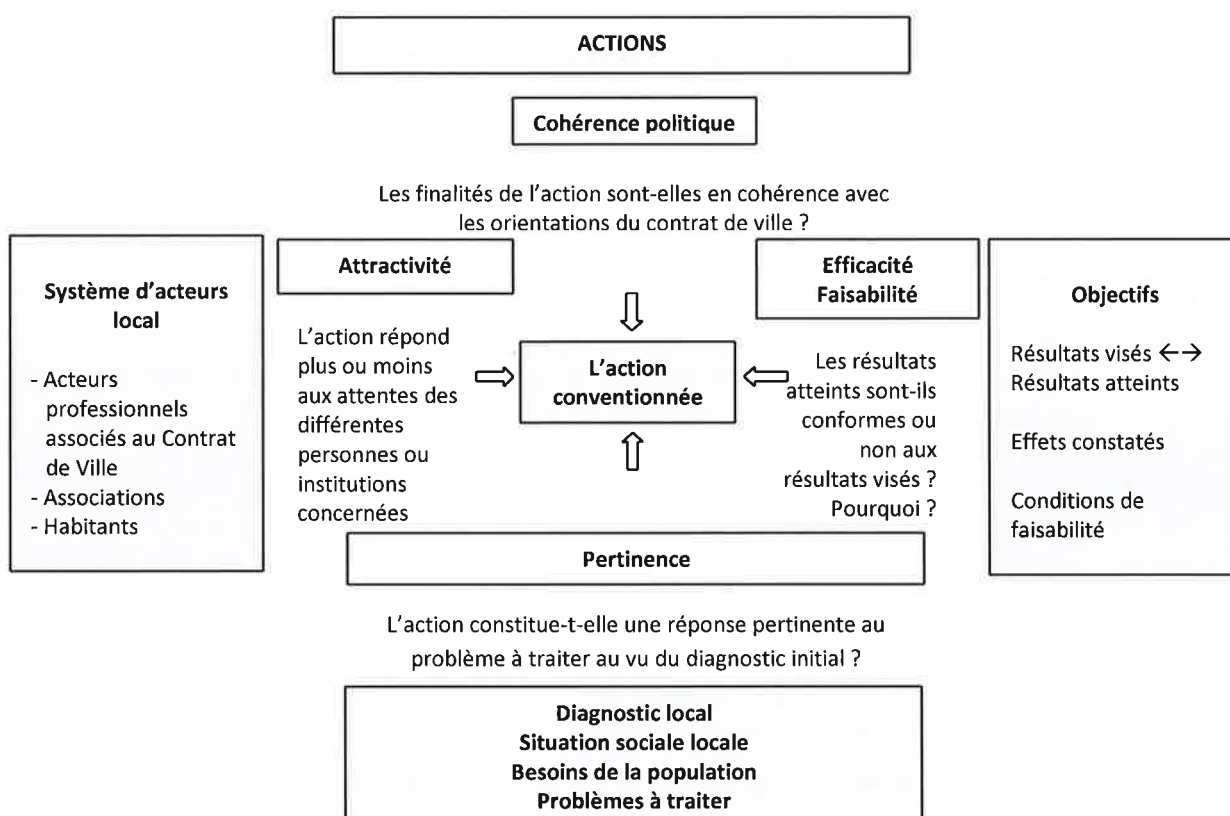 ACTIONS
Cohérence politique
Les finalités de l'action sont-elles en cohérence avec
les orientations du contrat de ville ?
Système d'acteurs
local
- Acteurs
professionnels
associés au Contrat
de Ville
- Associations
- Habitants
Attractivité
L'action répond
plus ou moins
aux attentes des
différentes
personnes ou
institutions
concernées
L'action
conventionnée
Efficacité
Faisabilité
Les résultats
atteints sont-ils
conformes ou
non aux
résultats visés ?
Pourquoi ?
Objectifs
Résultats visés ←→
Résultats atteints
Effets constatés
Conditions de
faisabilité
Pertinence
L'action constitue-t-elle une réponse pertinente au
problème à traiter au vu du diagnostic initial ?
Diagnostic local
Situation sociale locale
Besoins de la population
Problèmes à traiter